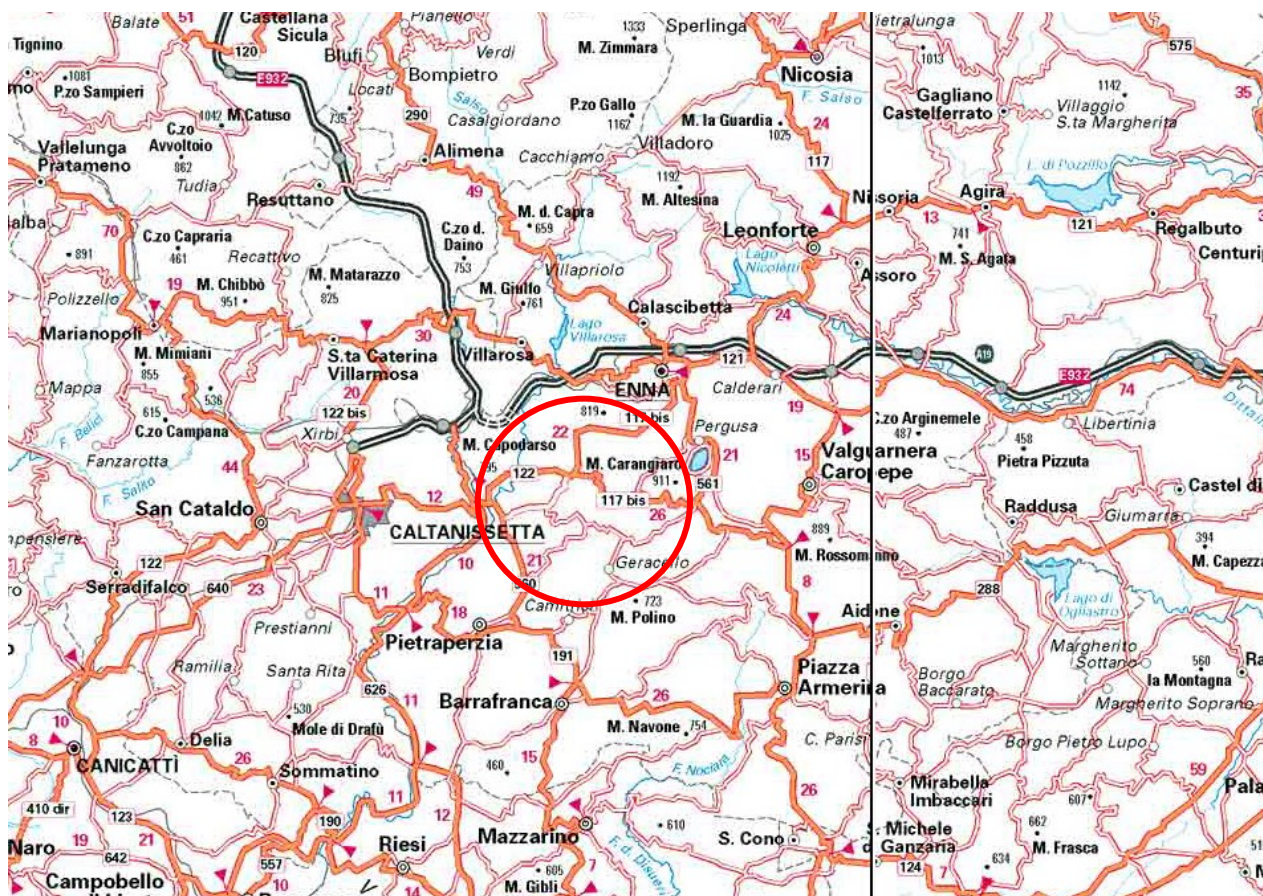 Balate
51
Castellana
Sicula
120
E932
Tignino
1081
P.zo Sampieri
1042 M.Catuso
C.zo
Avvoltoio
862
Vallelunga
Pratameno
Tudia
Resuttano
Blufi
Locati
735
Pianello
Verdi
Bompietro
Salso
Casalgiordano
290
Alimena
49
1333
M. Zimmara
P.zo Gallo
1162
Cacchiamo
Villadoro
Sperlinga
Nicosia
F. Salso
M. la Guardia
1025
24
117
1192
M. Altesina
M. d. Capra
659
Nissoria
Leonforte
Lago
Nicoletti
Assoro
Pietralunga
1013
575
35
Gagliano
Castelferrato
1142
Villaggio
S.ta Margherita
L. di Pozzillo
Agira
13
121
Regalbuto
741
M. S. Agata
Centurip
70
891
C.zo Capraria
461
Recattivo
M. Chibbò
951
19
Polizzello
Marianopoli
M. Mimiani
855
M. Matarazzo
825
C.zo d.
Daino
753
M. Giulfo
761
Villapriolo
30
Villarosa
Lago
Villarosa
Calascibetta
S.ta Caterina
Villarmosa
20
ENNA
121
24
Calderari
19
A19
E932
74
Dittaino
Mappa
536
615
C.zo Campana
F. Belici
Fanzarotta
F. Salito
44
122 bis
Xirbi
M. Capodarso
819
117 bis
22
122
M. Carangiaro
911
Pergusa
21
561
117 bis
26
15
Valguarnera
Caropepe
C.zo Arginemele
487
458
Pietra Pizzuta
Libertinia
San Cataldo
12
CALTANISSETTA
Raddusa
Castel di
Giumarra
394
M. Capezza
889
M. Rossomanno
122
Serradifalco
640
23
11
10
21
560
Geracello
8
288
Lago di
Ogliastro
Prestianni
18
Pietraperzia
723
M. Polino
Aidone
Ramilia
Santa Rita
626
11
191
Barrafranca
26
Piazza
Armerina
Borgo
Baccarato
Margherito
Sottano
560
la Montagna
Margherito Soprano
530
Mole di Drafù
M. Navone
754
C. Parisi
Borgo Pietro Lupo
10
8
CANICATTÌ
Delia
26
Sommatino
11
460
15
F. Nociara
59
410 dir
123
190
12
Mazzarino
610
S. Cono
26
Mirabella
Imbaccari
607
Naro
19
21
642
557
10
Campobello
Riesi
14
605
M. Gibli
7
F. d. Disueri
S. Michele
Ganzaria
124
7
634
662
M. Frasca